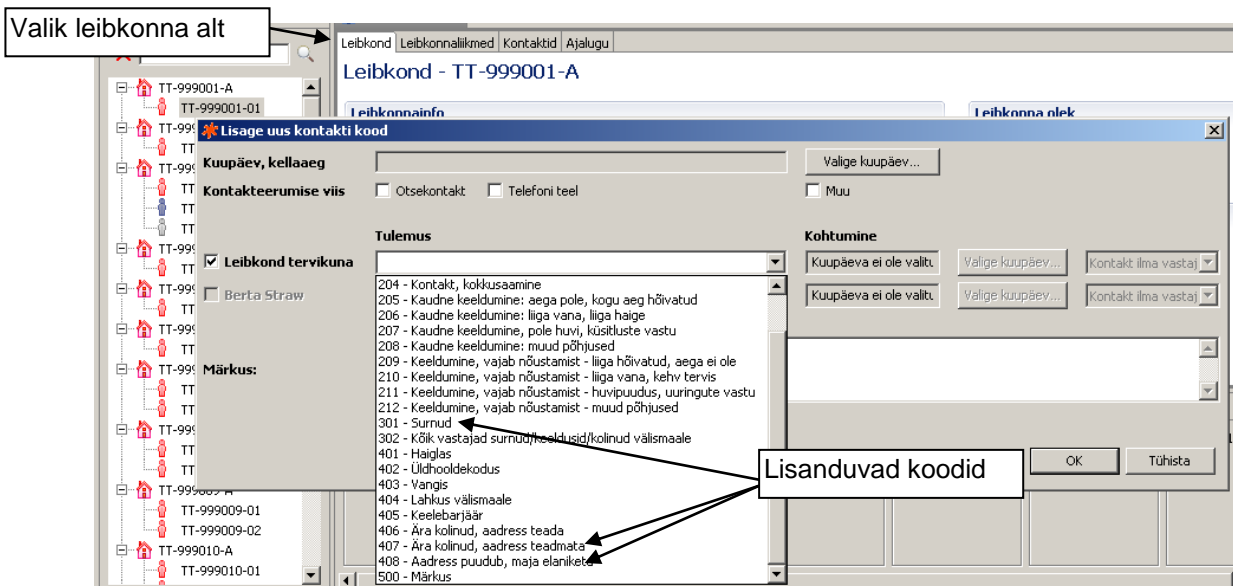 Valik leibkonna alt
Leibkond Leibkonnaliikmed Kontaktid Ajalugu
Leibkond - TT-999001-A
TT-999001-A
TT-999001-01
Leibkonnainfo
Leibkonna olek
Lisage uus kontakti kood
Kuupäev, kellaaeg
Valige kuupäev...
Kontakteerumise viis
Otsekontakt
Telefoni teel
Muu
Tulemus
Kohtumine
Leibkond tervikuna
Kuupäeva ei ole valitu
Valige kuupäev...
Kontakt ilma vastaj
Berta Straw
Kuupäeva ei ole valitu
Valige kuupäev...
Kontakt ilma vastaj
204 - Kontakt, kokkusaamine
205 - Kaudne keeldumine: aega pole, kogu aeg hõivatud
206 - Kaudne keeldumine: liiga vana, liiga haige
207 - Kaudne keeldumine, pole huvi, küsitluste vastu
208 - Kaudne keeldumine: muud põhjused
209 - Keeldumine, vajab nõustamist - liiga hõivatud, aega ei ole
210 - Keeldumine, vajab nõustamist - liiga vana, kehv tervis
211 - Keeldumine, vajab nõustamist - huvipuudus, uuringute vastu
212 - Keeldumine, vajab nõustamist - muud põhjused
301 - Surnud
302 - Kõik vastajad surnud/keeldusid/kolinud välismaale
401 - Haiglas
402 - Üldhooldekodus
403 - Vangis
404 - Lahkus välismaale
405 - Keelebarjäär
406 - Ära kolinud, aadress teada
407 - Ära kolinud, aadress teadmata
408 - Aadress puudub, maja elaniketa
500 - Märkus
Märkus:
Lisanduvad koodid
OK
Tühista
TT-999009-A
TT-999009-01
TT-999009-02
TT-999010-A
TT-999010-01